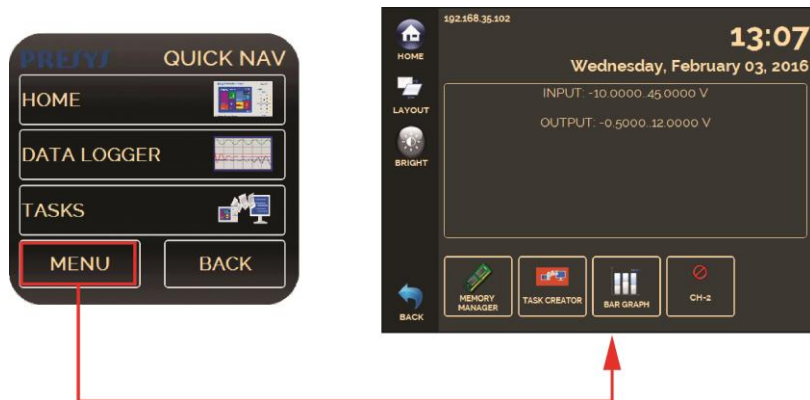 PRESYS QUICK NAV
HOME
DATA LOGGER
TASKS
MENU BACK
192.168.35.102
13:07
Wednesday, February 03, 2016
HOME
LAYOUT
BRIGHT
BACK
INPUT: -10.0000..45.0000 V
OUTPUT: -0.5000..12.0000 V
MEMORY
MANAGER
TASK CREATOR
BAR GRAPH
CH-2